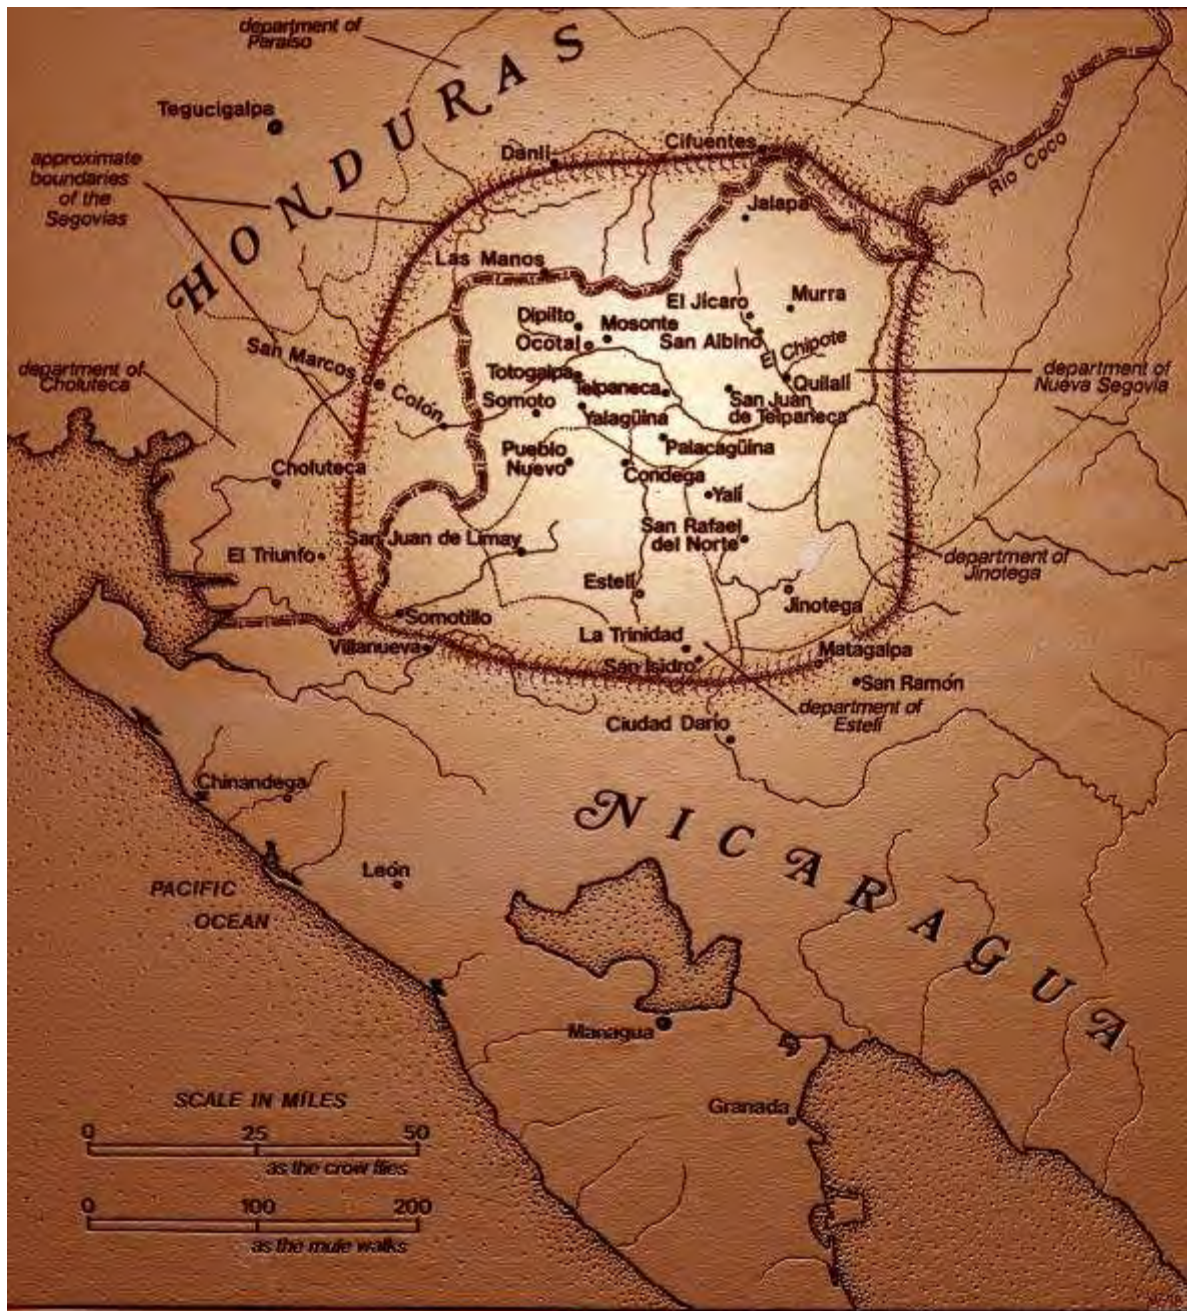 department of
Paraíso
HONDURAS
Tegucigalpa
approximate
boundaries
of the
Segovias
Danlí
Cifuentes
Río Coco
Jalapa
Las Manos
El Jícaro
Murra
Dipilto
Mosonte
Ocotal
San Albino
El Chipote
San Marcos de Colón
department of
Choluteca
Totogalpa
Telpaneca
Quilalí
department of
Nueva Segovia
Somoto
Yalagüina
San Juan
de Telpaneca
Pueblo
Nuevo
Palacagüina
Choluteca
Condega
Yalí
San Juan de Limay
San Rafael
del Norte
El Triunfo
department of
Jinotega
Estelí
Jinotega
Somotillo
La Trinidad
Villanueva
San Isidro
Matagalpa
San Ramón
department of
Estelí
Ciudad Darío
Chinandega
NICARAGUA
León
PACIFIC
OCEAN
Managua
Granada
SCALE IN MILES
0 25 50
as the crow flies
0 100 200
as the mule walks